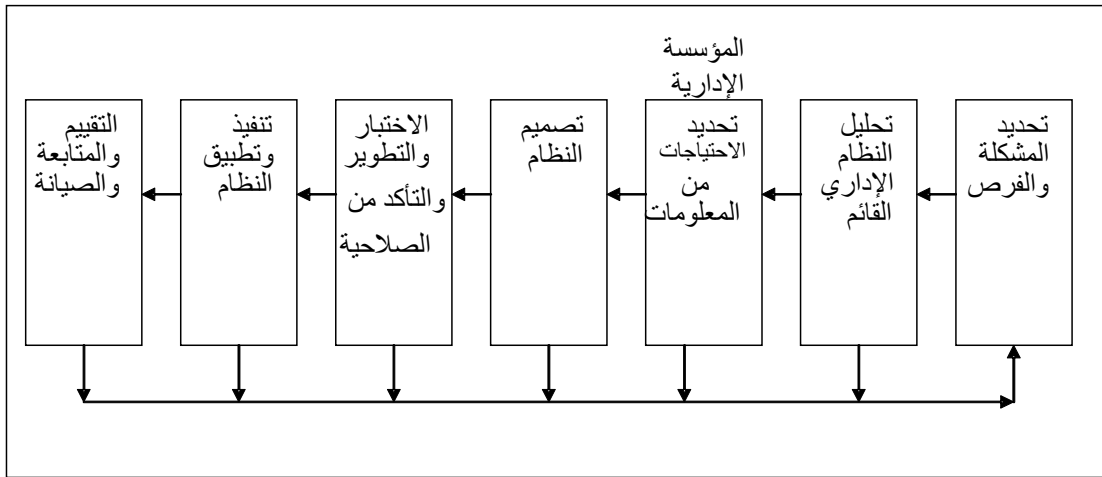 المؤسسة
الإدارية
تحديد
المشكلة
والفرص
تحليل
النظام
الإداري
القائم
تحديد
الاحتياجات
من
المعلومات
تصميم
النظام
الاختبار
والتطوير
والتأكد من
الصلاحية
تنفيذ
وتطبيق
النظام
التقييم
والمتابعة
والصيانة